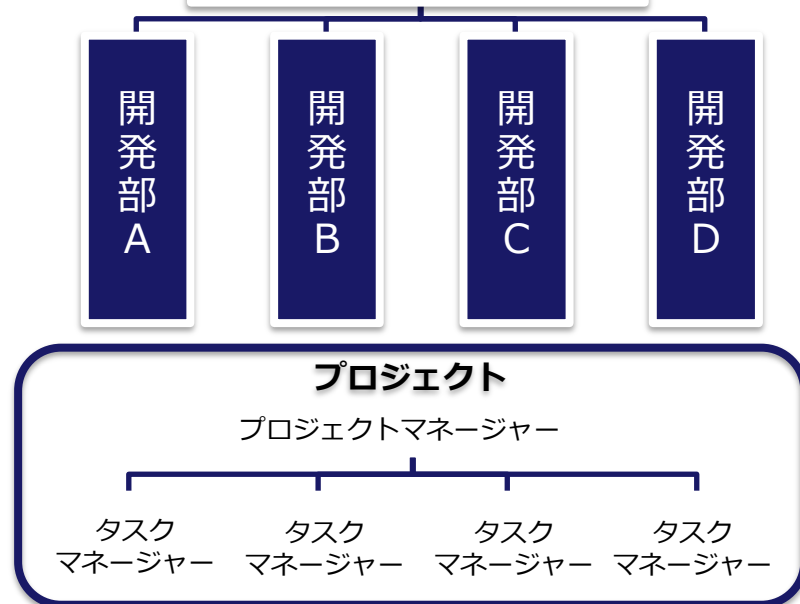 開発部A
開発部B
開発部C
開発部D
プロジェクト
プロジェクトマネージャー
タスク
マネージャー
タスク
マネージャー
タスク
マネージャー
タスク
マネージャー